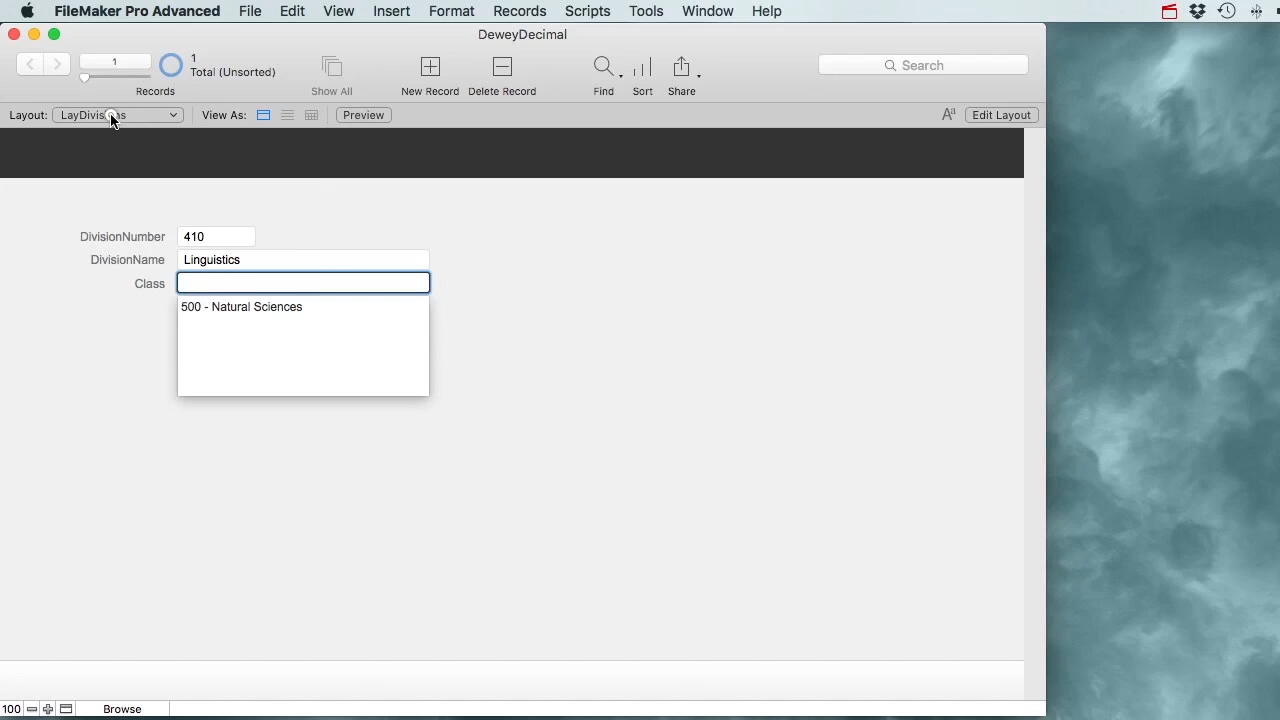 FileMaker Pro Advanced File Edit View Insert Format Records Scripts Tools Window Help
DeweyDecimal
1
1
Total (Unsorted)
Search
Records Show All New Record Delete Record Find Sort Share
Layout: View As: Preview Aa Edit Layout
DivisionNumber 410
DivisionName Linguistics
Class
500 - Natural Sciences
100 Browse